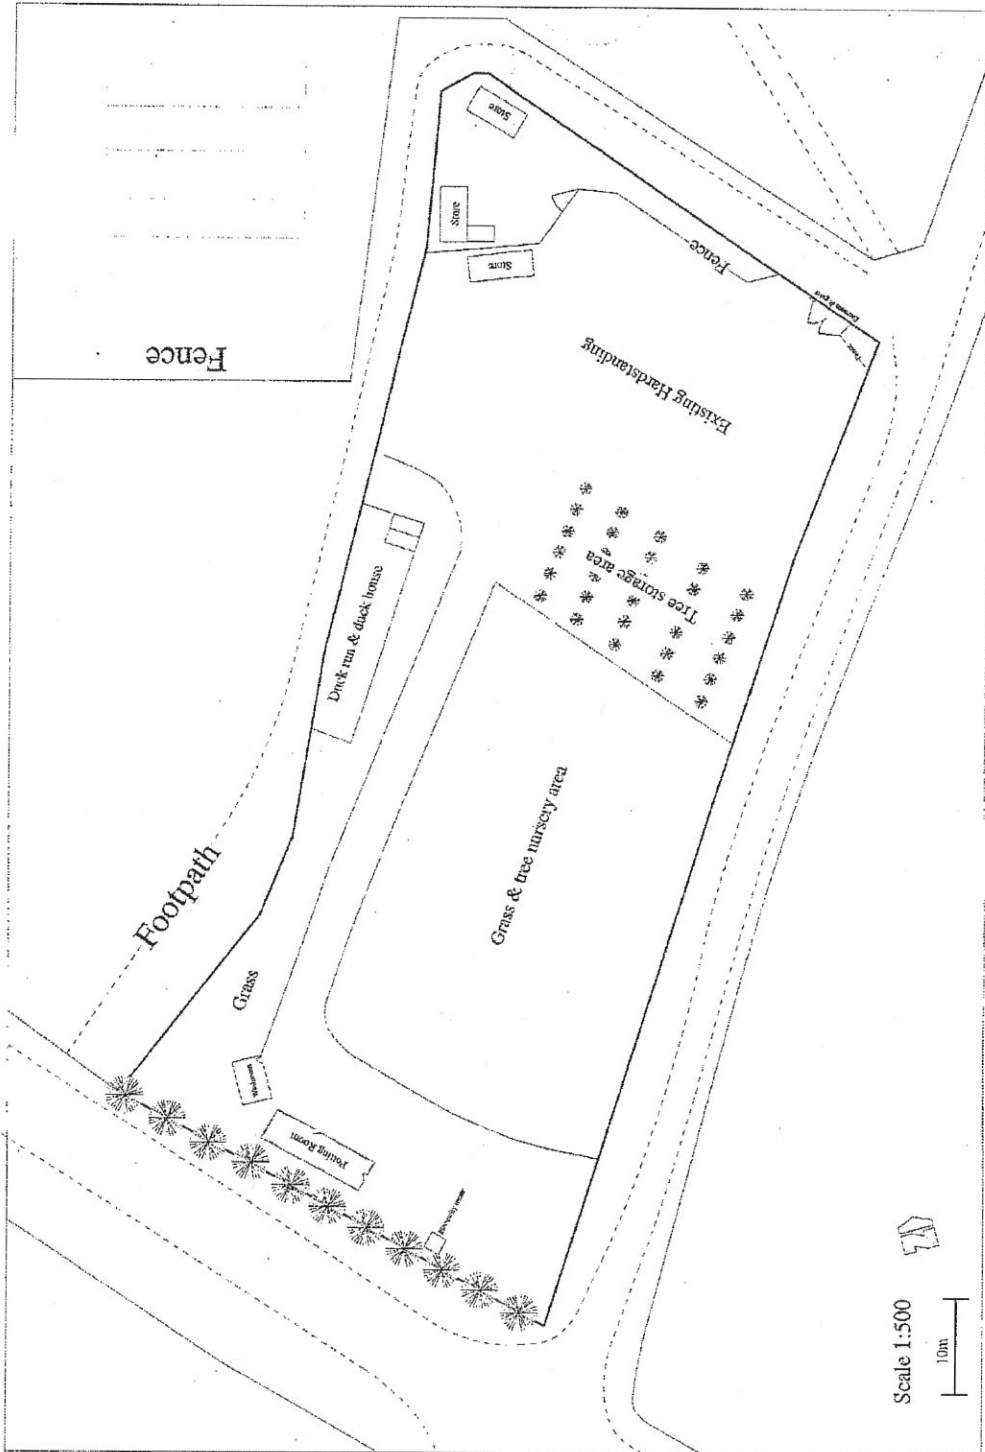 Store
Store
Store
Fence
Fence
Existing Hardstanding
Tree storage area
Duck run & duck house
Grass & tree nursery area
Footpath
Grass
Potting Room
Scale 1:500
10m
N